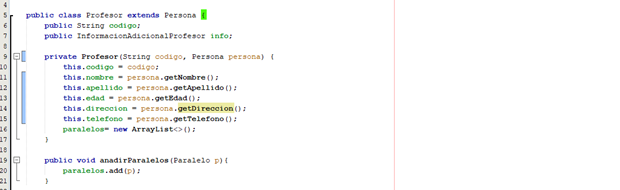 4
5 public class Profesor extends Persona {
6 public String codigo;
7 public InformacionAdicionalProfesor info;
8
9 private Profesor(String codigo, Persona persona) {
10 this.codigo = codigo;
11 this.nombre = persona.getNombre();
12 this.apellido = persona.getApellido();
13 this.edad = persona.getEdad();
14 this.direccion = persona.getDireccion();
15 this.telefono = persona.getTelefono();
16 paralelos= new ArrayList<>();
17 }
18
19 public void anadirParalelos(Paralelo p){
20 paralelos.add(p);
21 }